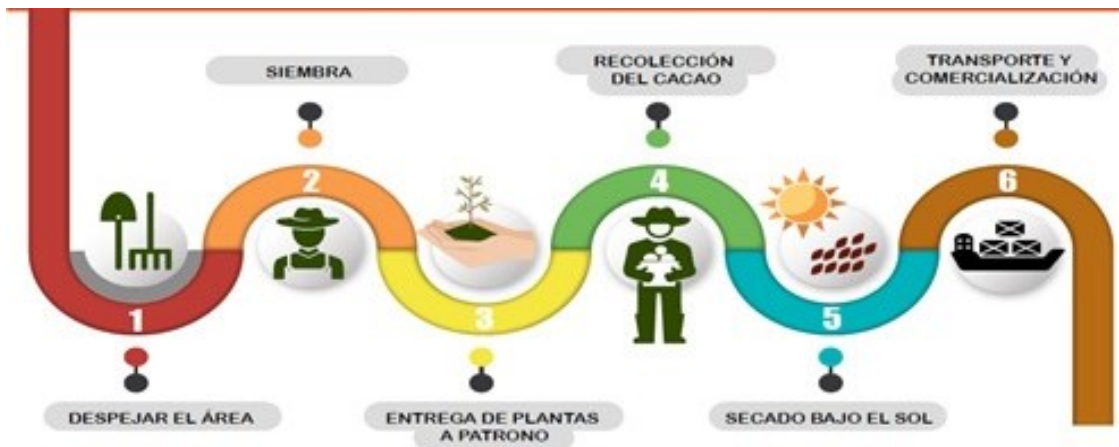 1
DESPEJAR EL ÁREA
2
SIEMBRA
3
ENTREGA DE PLANTAS
A PATRONO
4
RECOLECCIÓN
DEL CACAO
5
SECADO BAJO EL SOL
6
TRANSPORTE Y
COMERCIALIZACIÓN